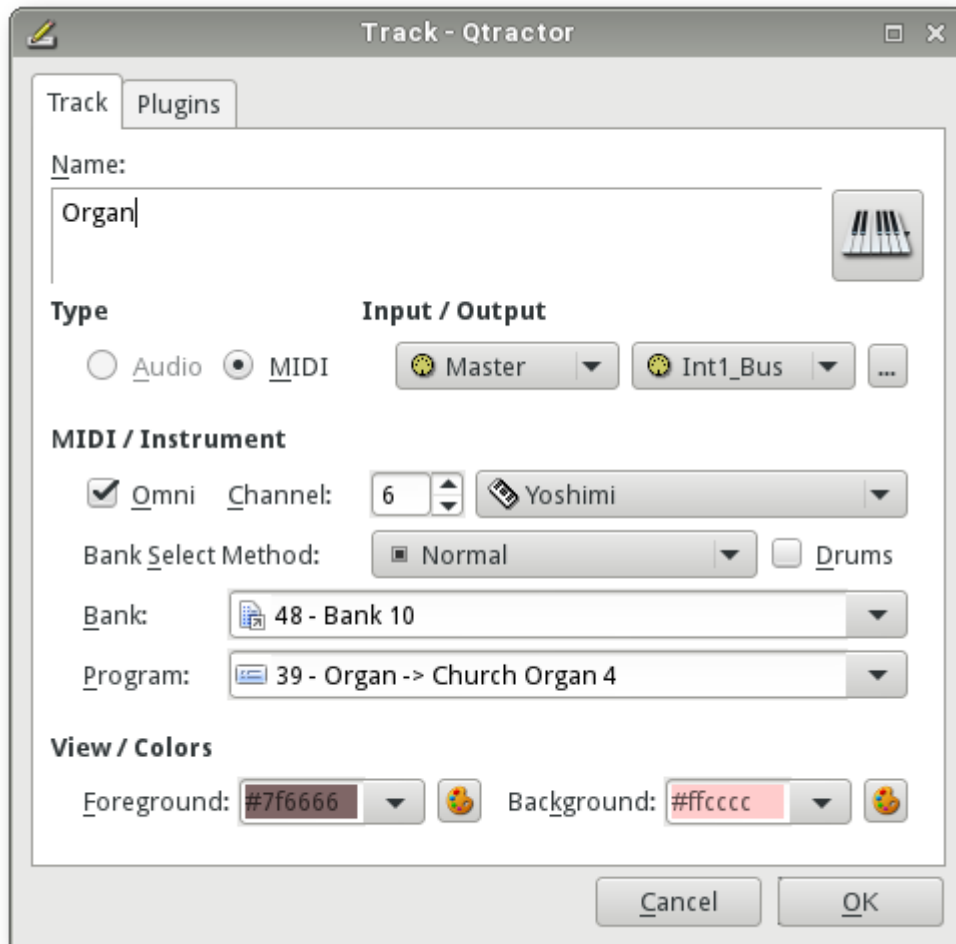 Track - Qtractor
Track Plugins
Name:
Organ
Type Input / Output
Audio MIDI Master Int1_Bus ...
MIDI / Instrument
Omni Channel: 6 Yoshimi
Bank Select Method: Normal Drums
Bank: 48 - Bank 10
Program: 39 - Organ -> Church Organ 4
View / Colors
Foreground: #7f6666 Background: #ffcccc
Cancel OK